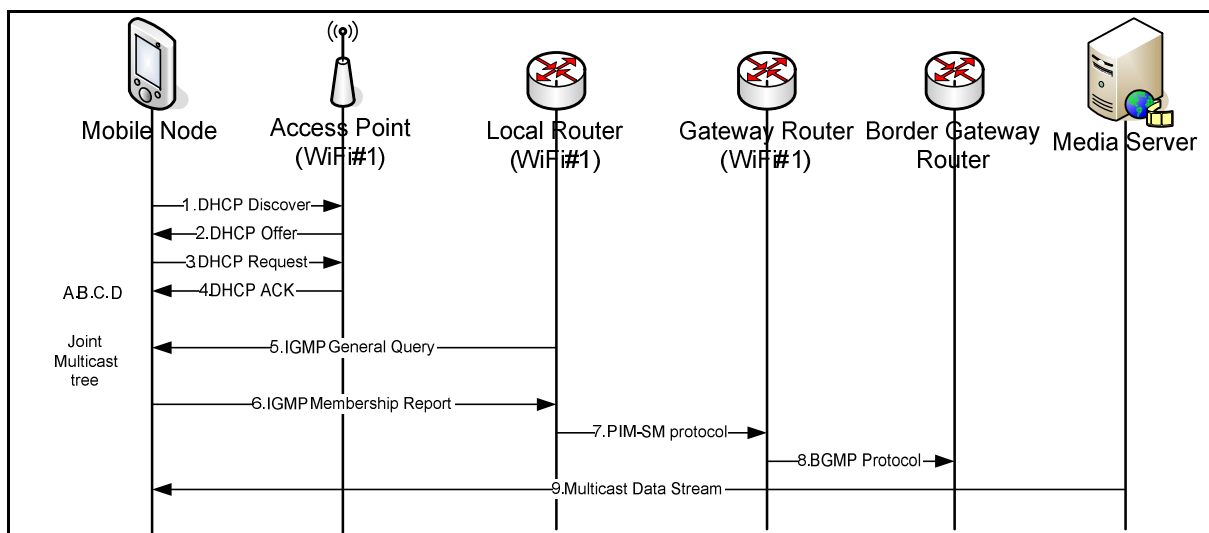 Mobile Node
Access Point
(WiFi#1)
Local Router
(WiFi#1)
Gateway Router
(WiFi#1)
Border Gateway
Router
Media Server
1.DHCP Discover
2.DHCP Offer
3.DHCP Request
A.B.C.D
4.DHCP ACK
Joint
Multicast
tree
5.IGMP General Query
6.IGMP Membership Report
7.PIM-SM protocol
8.BGMP Protocol
9.Multicast Data Stream